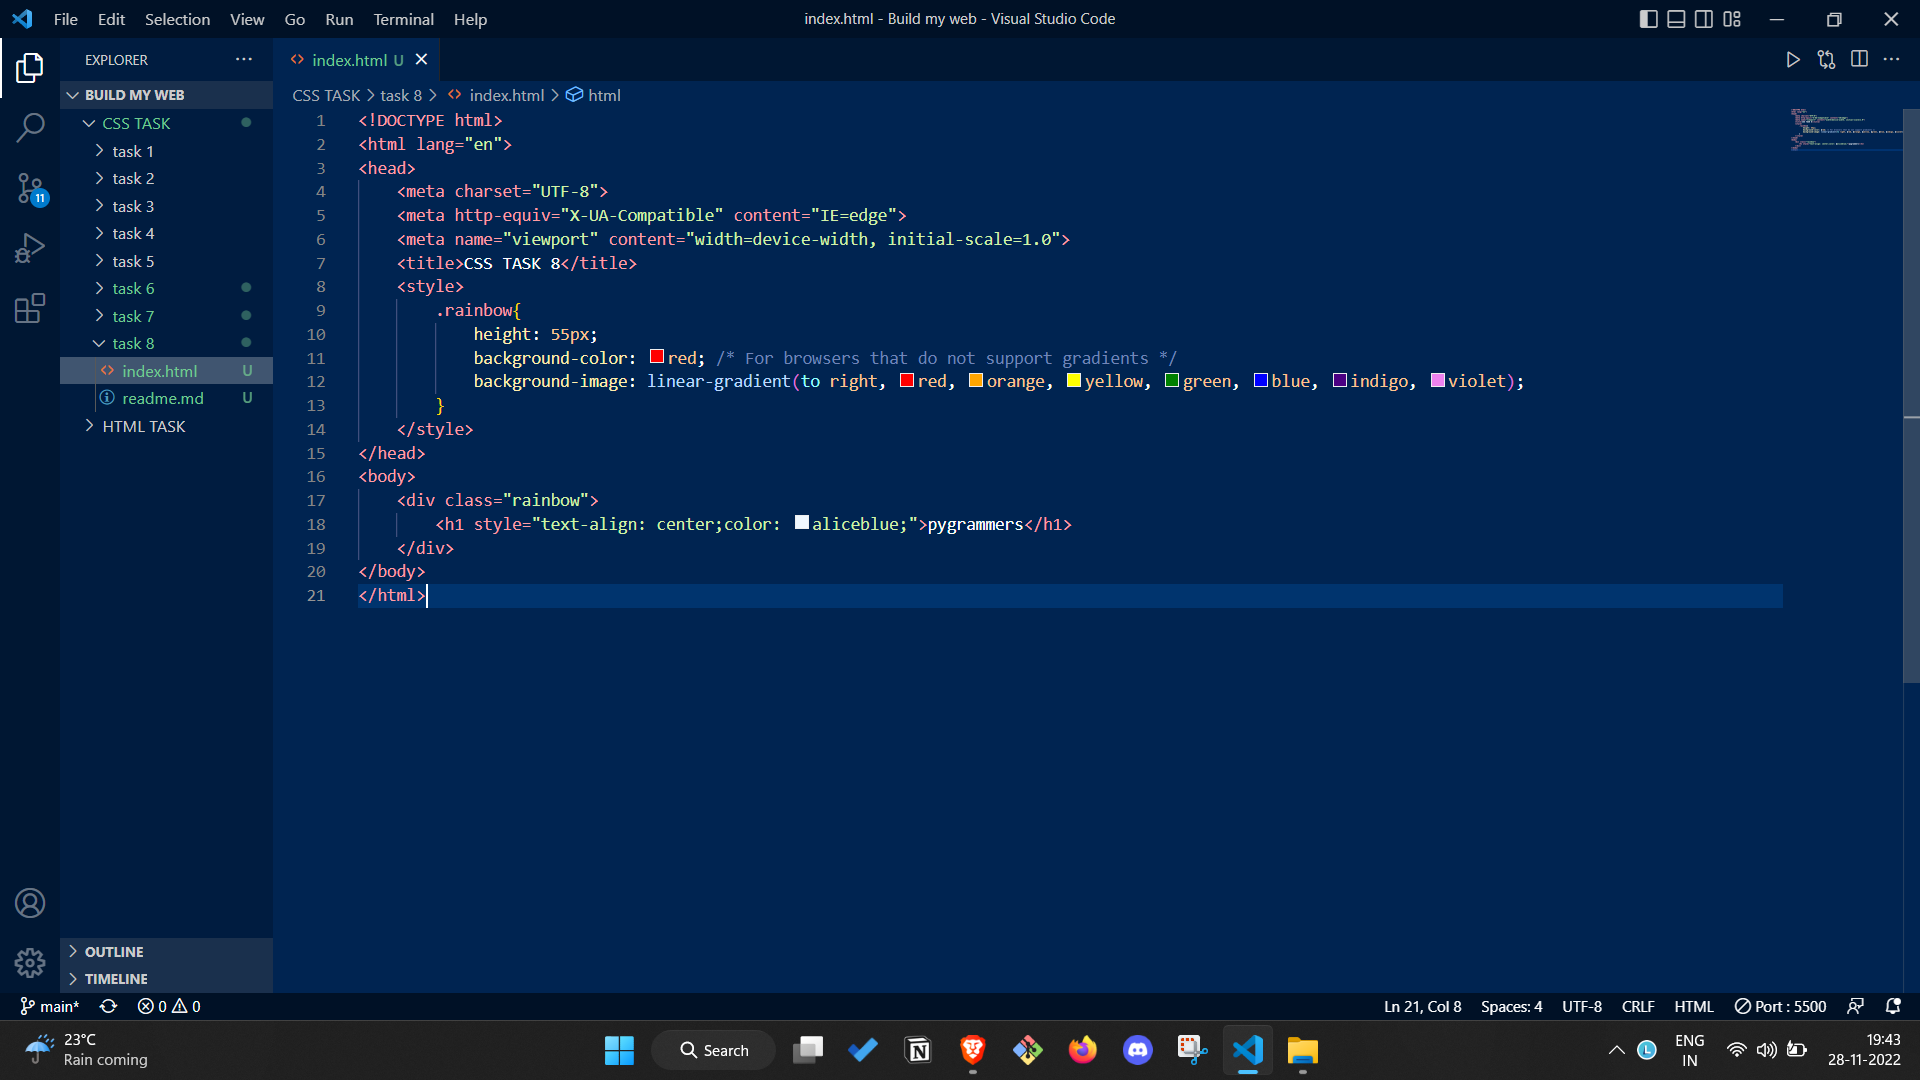 File Edit Selection View Go Run Terminal Help
index.html - Build my web - Visual Studio Code
EXPLORER
index.html U
BUILD MY WEB
CSS TASK
task 1
task 2
task 3
task 4
task 5
task 6
task 7
task 8
index.html U
readme.md U
HTML TASK
11
OUTLINE
TIMELINE
CSS TASK > task 8 > index.html > html
1 <!DOCTYPE html>
2 <html lang="en">
3 <head>
4 <meta charset="UTF-8">
5 <meta http-equiv="X-UA-Compatible" content="IE=edge">
6 <meta name="viewport" content="width=device-width, initial-scale=1.0">
7 <title>CSS TASK 8</title>
8 <style>
9 .rainbow{
10 height: 55px;
11 background-color: red; /* For browsers that do not support gradients */
12 background-image: linear-gradient(to right, red, orange, yellow, green, blue, indigo, violet);
13 }
14 </style>
15 </head>
16 <body>
17 <div class="rainbow">
18 <h1 style="text-align: center;color: aliceblue;">pygrammers</h1>
19 </div>
20 </body>
21 </html>
main* 0 0
Ln 21, Col 8 Spaces: 4 UTF-8 CRLF HTML Port : 5500
23°C
Rain coming
Search
L
ENG
IN
19:43
28-11-2022